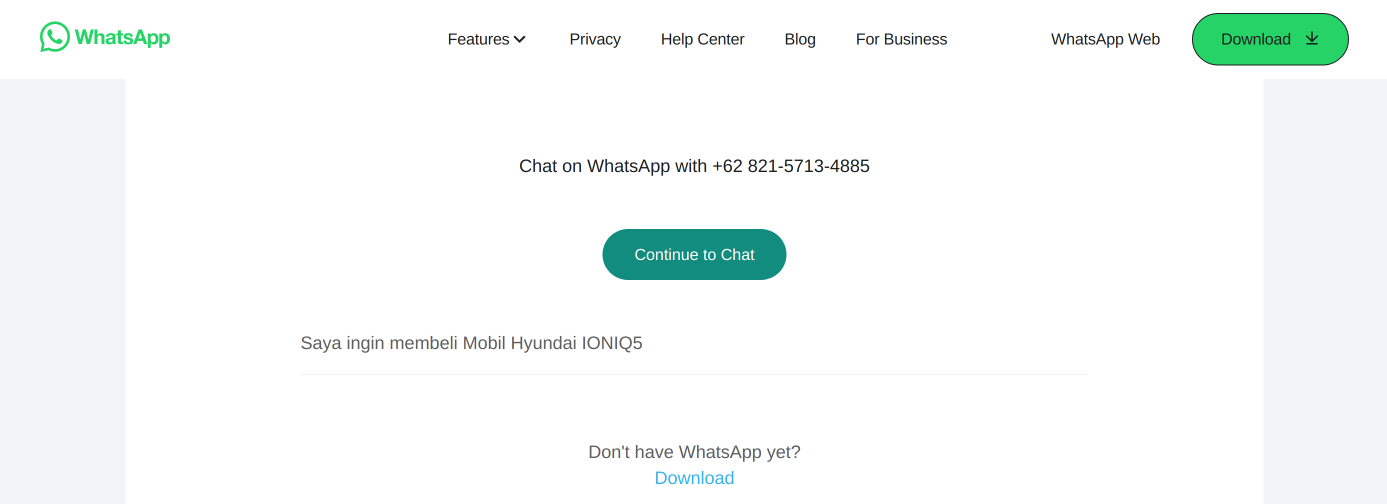 WhatsApp
Features
Privacy
Help Center
Blog
For Business
WhatsApp Web
Download
Chat on WhatsApp with +62 821-5713-4885
Continue to Chat
Saya ingin membeli Mobil Hyundai IONIQ5
Don't have WhatsApp yet?
Download